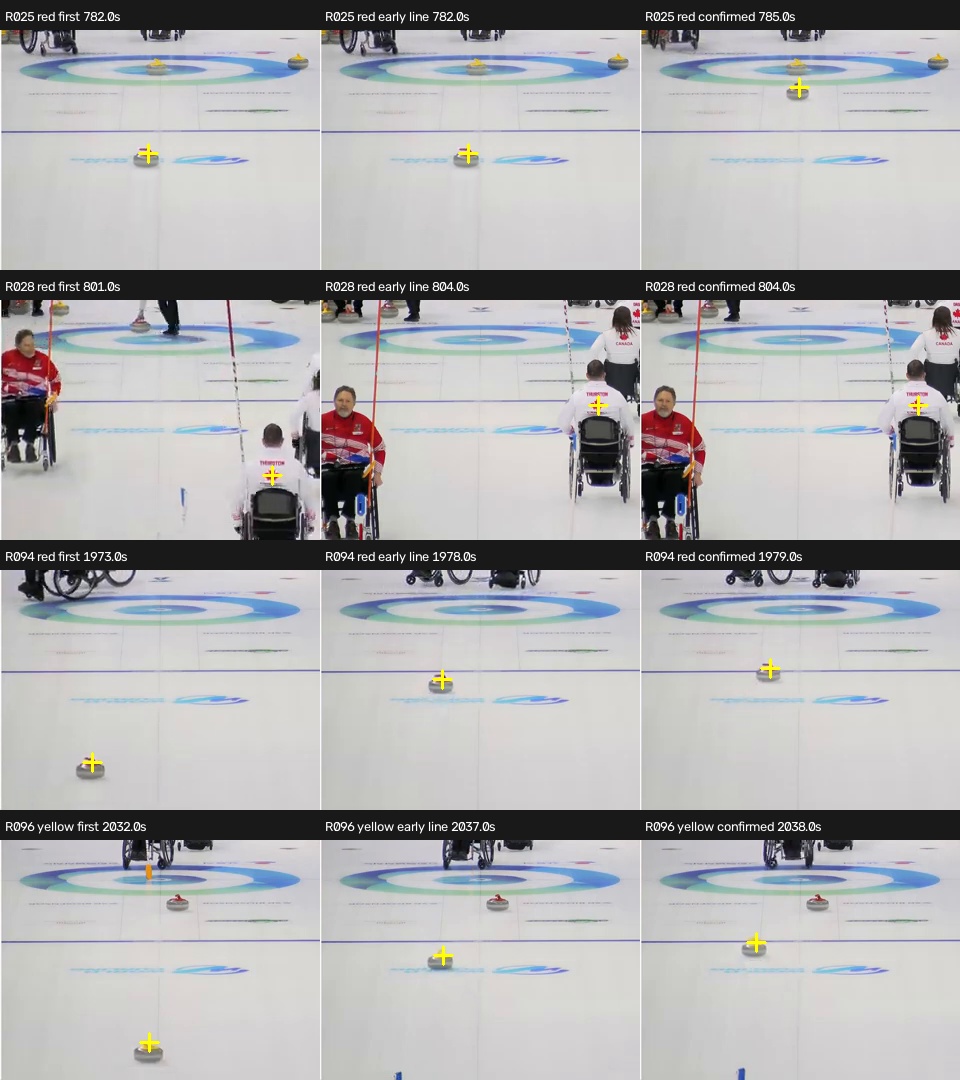 R025 red first 782.0s
R025 red early line 782.0s
R025 red confirmed 785.0s
R028 red first 801.0s
R028 red early line 804.0s
R028 red confirmed 804.0s
THURSTON
THURSTON
CANADA
THURSTON
CANADA
R094 red first 1973.0s
R094 red early line 1978.0s
R094 red confirmed 1979.0s
R096 yellow first 2032.0s
R096 yellow early line 2037.0s
R096 yellow confirmed 2038.0s